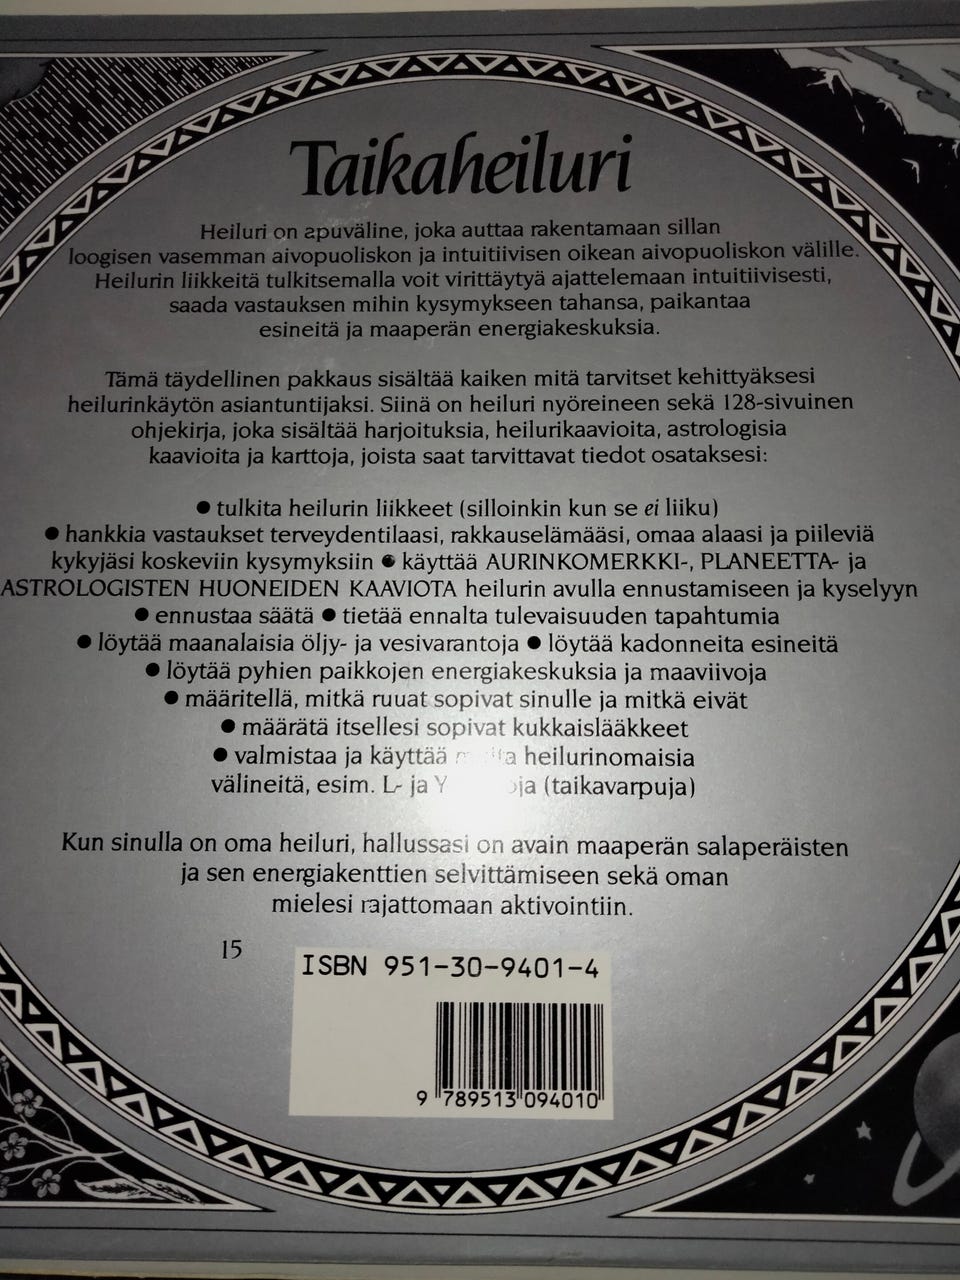 Taikaheiluri
Heiluri on apuväline, joka auttaa rakentamaan sillan
loogisen vasemman aivopuoliskon ja intuitiivisen oikean aivopuoliskon välille.
Heilurin liikkeitä tulkitsemalla voit virittäytyä ajattelemaan intuitiivisesti,
saada vastauksen mihin kysymykseen tahansa, paikantaa
esineitä ja maaperän energiakeskuksia.
Tämä täydellinen pakkaus sisältää kaiken mitä tarvitset kehittyäksesi
heilurinkäytön asiantuntijaksi. Siinä on heiluri nyöreineen sekä 128-sivuinen
ohjekirja, joka sisältää harjoituksia, heilurikaavioita, astrologisia
kaavioita ja karttoja, joista saat tarvittavat tiedot osataksesi:
● tulkita heilurin liikkeet (silloinkin kun se ei liiku)
● hankkia vastaukset terveydentilaasi, rakkauselämääsi, omaa alaasi ja piileviä
kykyjäsi koskeviin kysymyksiin ● käyttää AURINKOMERKKI-, PLANEETTA- ja
ASTROLOGISTEN HUONEIDEN KAAVIOTA heilurin avulla ennustamiseen ja kyselyyn
● ennustaa säätä ● tietää ennalta tulevaisuuden tapahtumia
● löytää maanalaisia öljy- ja vesivarantoja ● löytää kadonneita esineitä
● löytää pyhien paikkojen energiakeskuksia ja maaviivoja
● määritellä, mitkä ruuat sopivat sinulle ja mitkä eivät
● määrätä itsellesi sopivat kukkaislääkkeet
● valmistaa ja käyttää heilurinomaisia
välineitä, esim. L- ja (taikavarpuja)
Kun sinulla on oma heiluri, hallussasi on avain maaperän salaperäisten
ja sen energiakenttien selvittämiseen sekä oman
mielesi rajattomaan aktivointiin.
15
ISBN 951-30-9401-4
9 789513 094010